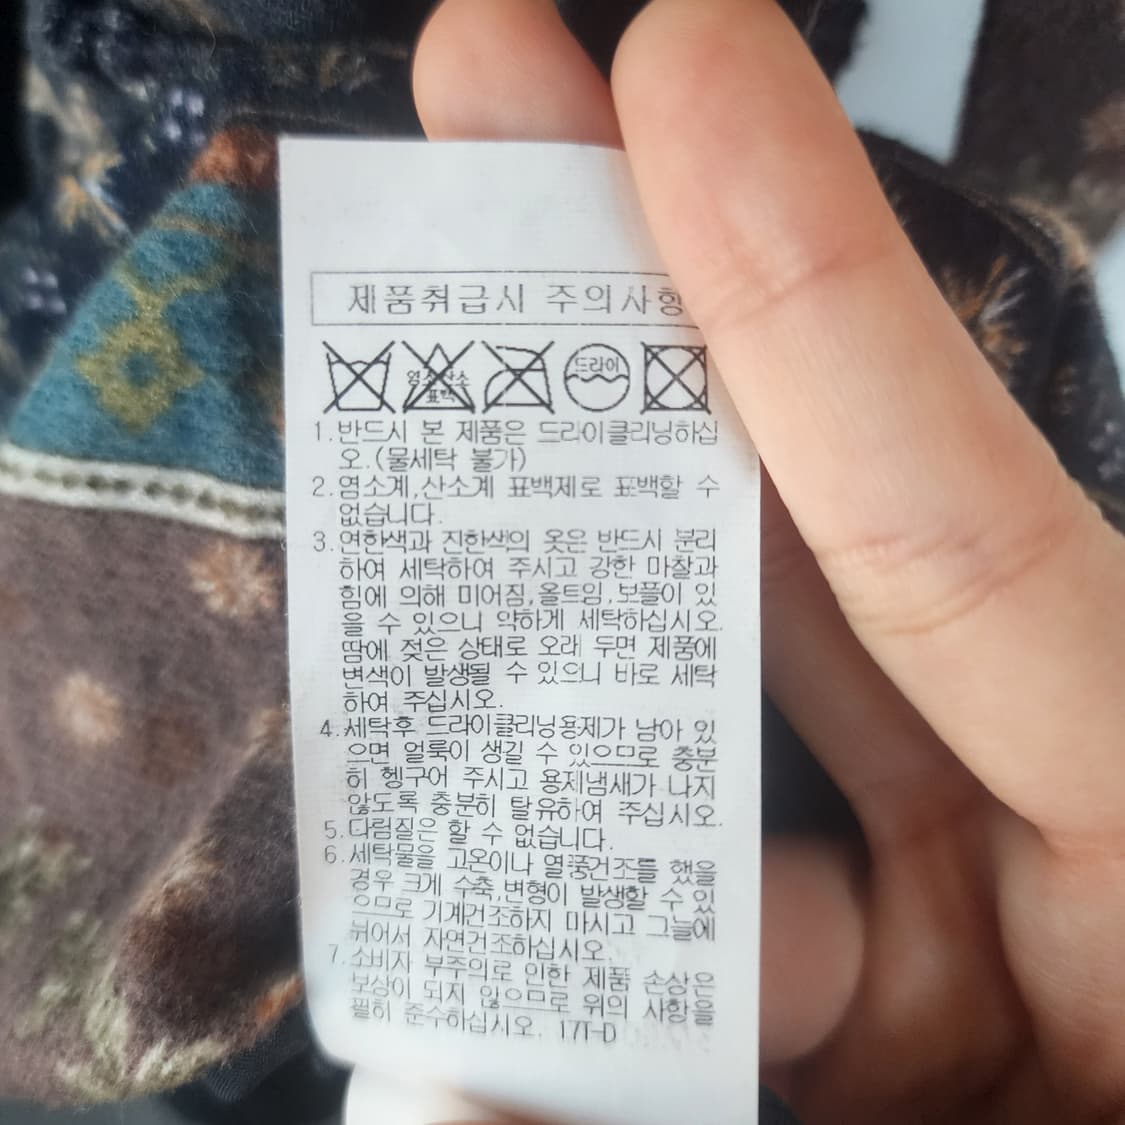 제품취급시 주의사항
드라이
염소,산소
표백
1.반드시 본 제품은 드라이클리닝하십
오.(물세탁 불가)
2.염소계,산소계 표백제로 표백할 수
없습니다.
3.연한색과 진한색의 옷은 반드시 분리
하여 세탁하여 주시고 강한 마찰과
힘에 의해 미어짐,올트임,보풀이 있
을 수 있으니 약하게 세탁하십시오.
땀에 젖은 상태로 오래 두면 제품에
변색이 발생될 수 있으니 바로 세탁
하여 주십시오.
4.세탁후 드라이클리닝용제가 남아 있
으면 얼룩이 생길 수 있으므로 충분
히 헹구어 주시고 용제냄새가 나지
않도록 충분히 탈유하여 주십시오.
5.다림질은 할 수 없습니다.
6.세탁물을 고온이나 열풍건조를 했을
경우 크게 수축,변형이 발생할 수 있
으므로 기계건조하지 마시고 그늘에
뉘어서 자연건조하십시오.
7.소비자 부주의로 인한 제품 손상은
보상이 되지 않으므로 위의 사항을
필히 준수하십시오. 17T-D